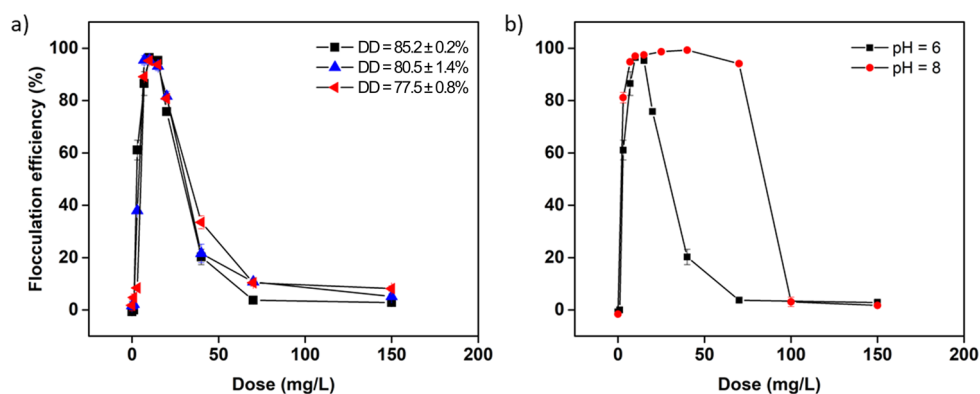 a)
Flocculation efficiency (%)
100
80
60
40
20
0
DD = 85.2 ± 0.2%
DD = 80.5 ± 1.4%
DD = 77.5 ± 0.8%
0 50 100 150 200
Dose (mg/L)
b)
100
80
60
40
20
0
pH = 6
pH = 8
0 50 100 150 200
Dose (mg/L)